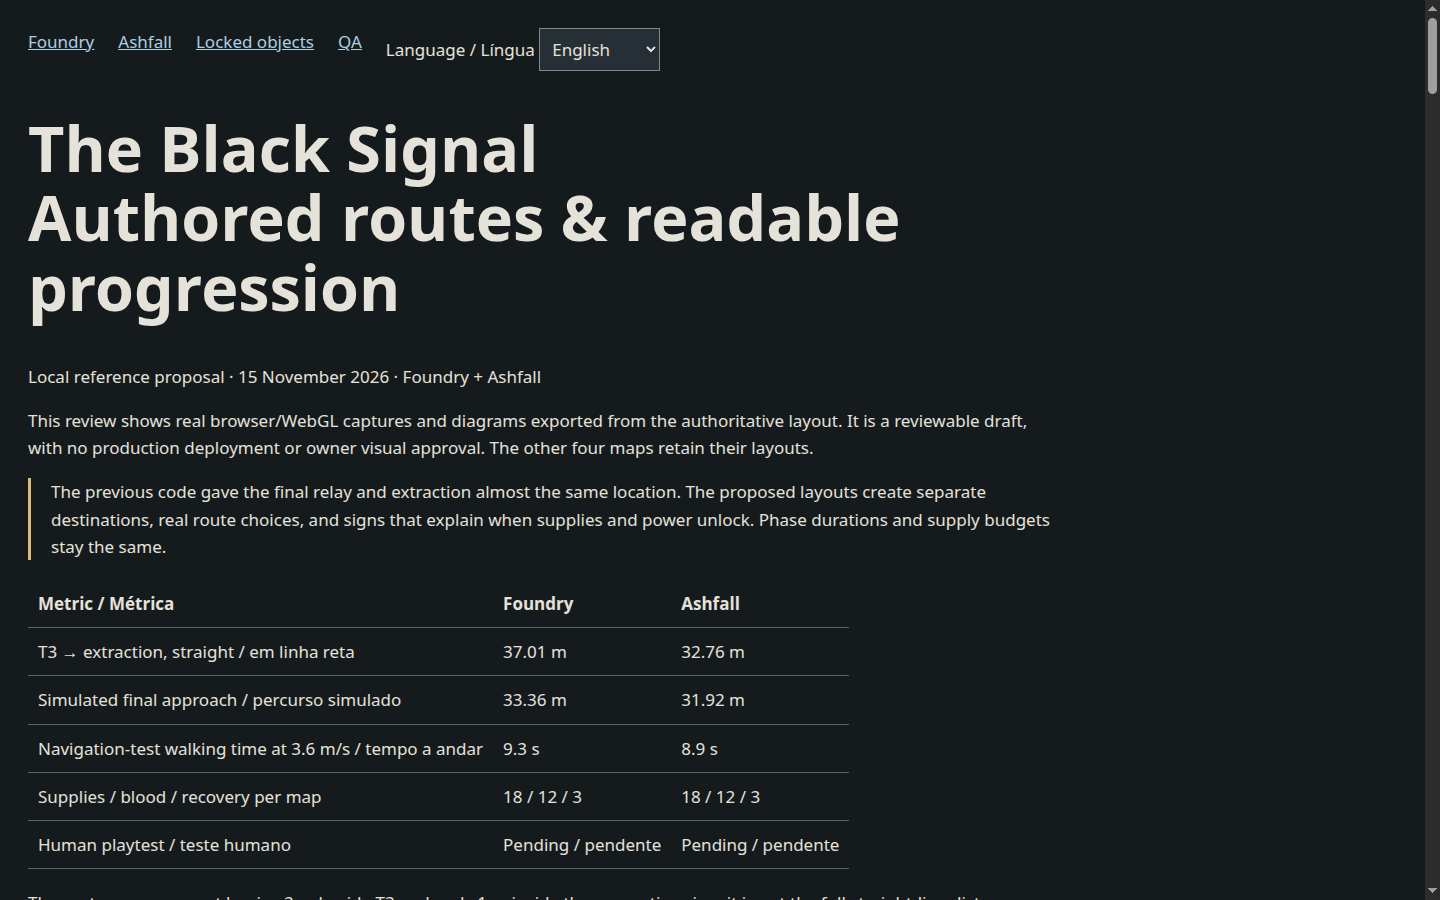 Foundry Ashfall Locked objects QA Language / Língua English
The Black Signal
Authored routes & readable
progression
Local reference proposal · 15 November 2026 · Foundry + Ashfall
This review shows real browser/WebGL captures and diagrams exported from the authoritative layout. It is a reviewable draft,
with no production deployment or owner visual approval. The other four maps retain their layouts.
The previous code gave the final relay and extraction almost the same location. The proposed layouts create separate
destinations, real route choices, and signs that explain when supplies and power unlock. Phase durations and supply budgets
stay the same.
Metric / Métrica Foundry Ashfall
T3 → extraction, straight / em linha reta 37.01 m 32.76 m
Simulated final approach / percurso simulado 33.36 m 31.92 m
Navigation-test walking time at 3.6 m/s / tempo a andar 9.3 s 8.9 s
Supplies / blood / recovery per map 18 / 12 / 3 18 / 12 / 3
Human playtest / teste humano Pending / pendente Pending / pendente